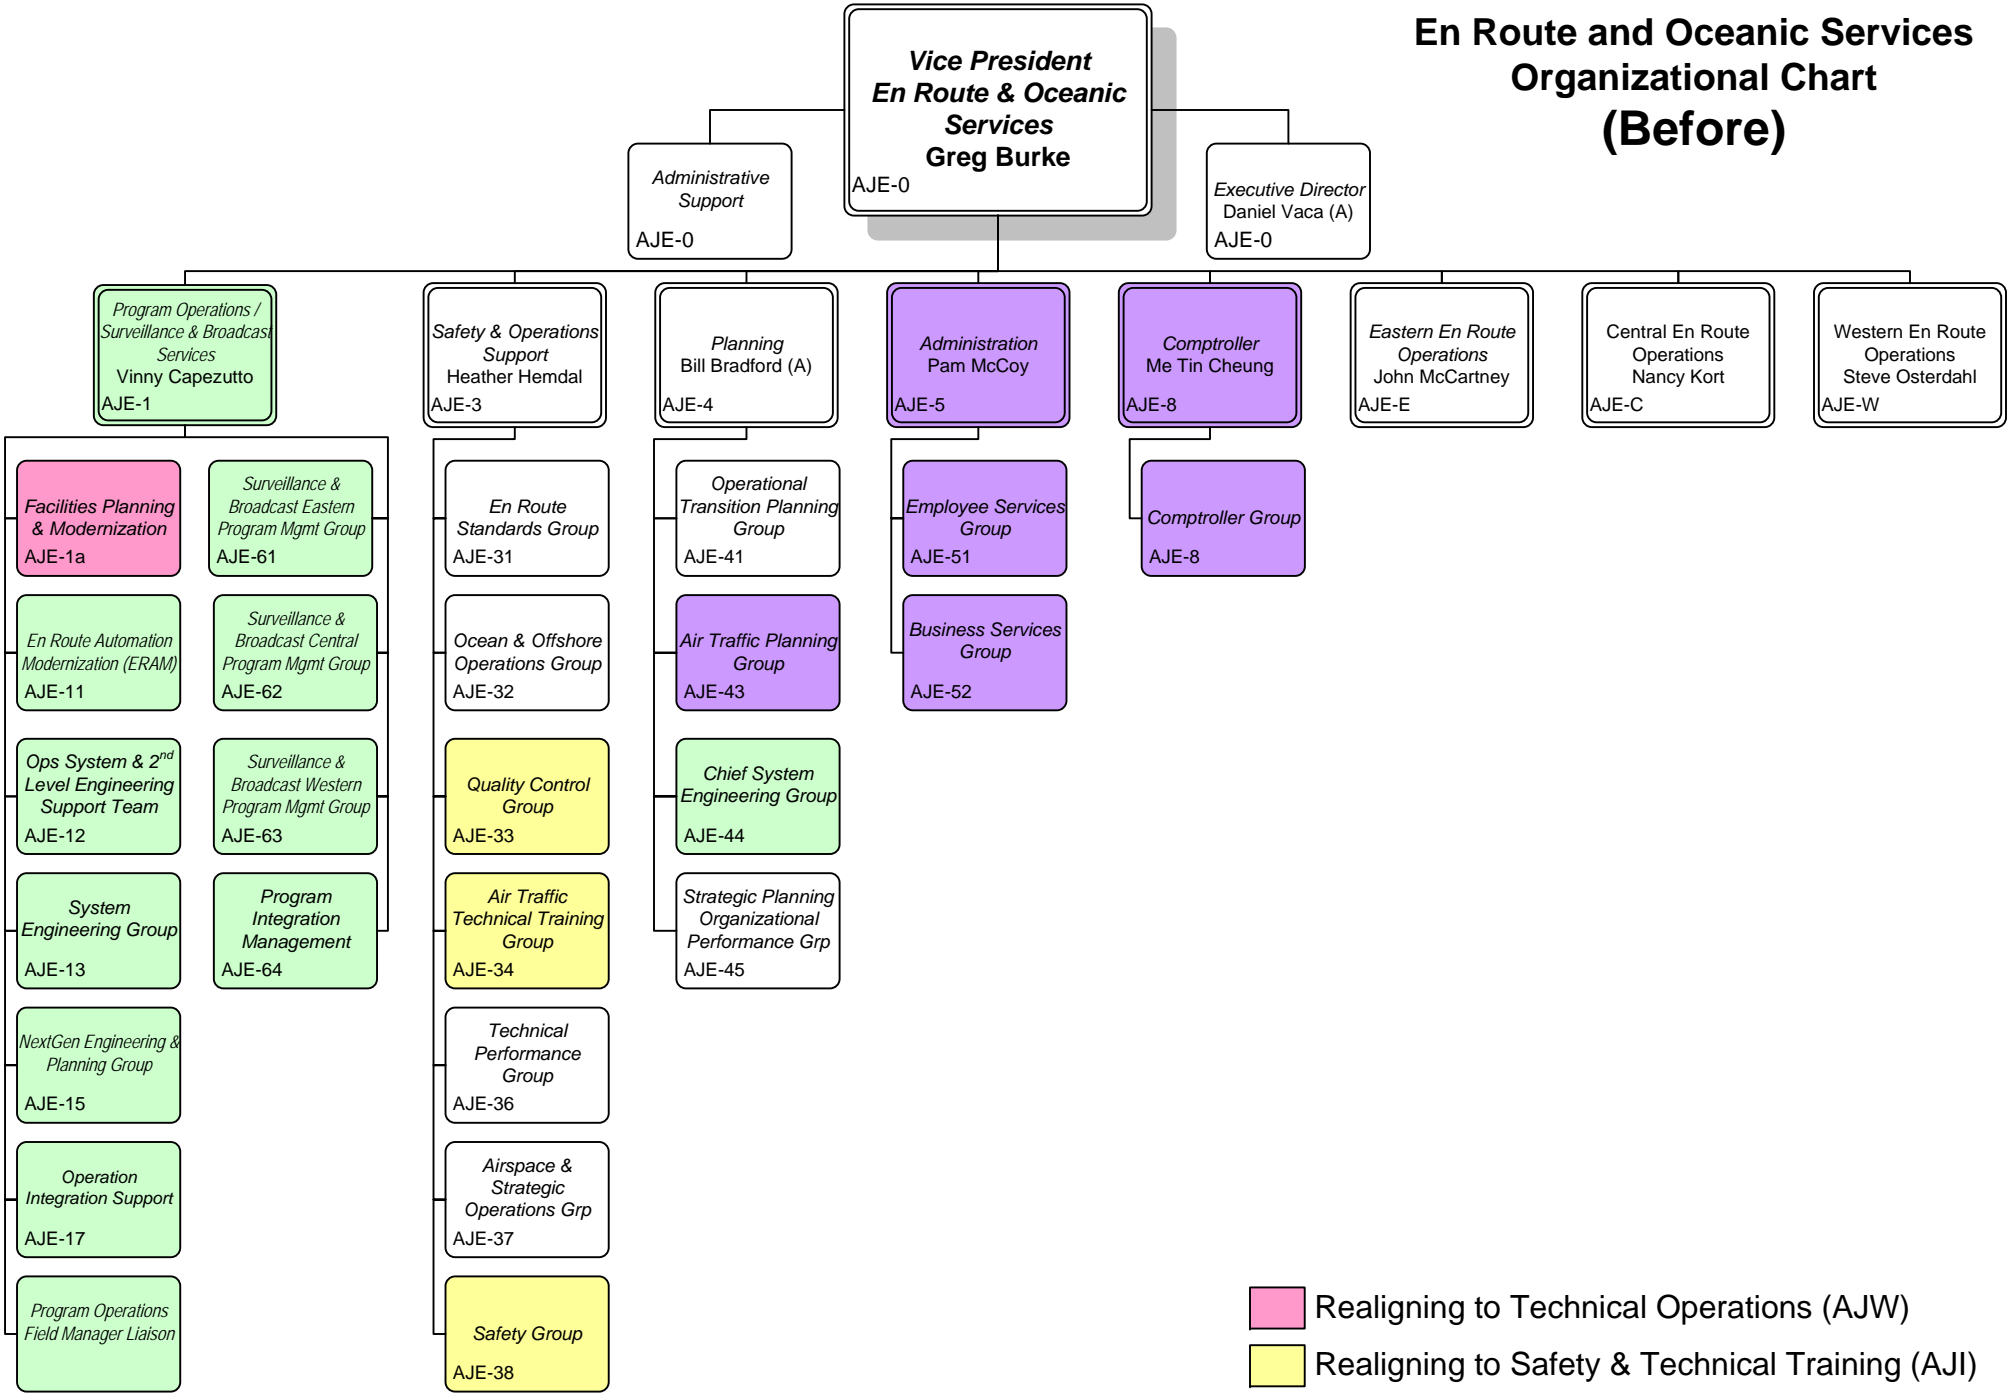 En Route and Oceanic Services
Organizational Chart
(Before)
Vice President
En Route & Oceanic
Services
Greg Burke
AJE-0
Administrative
Support
AJE-0
Executive Director
Daniel Vaca (A)
AJE-0
Program Operations /
Surveillance & Broadcast
Services
Vinny Capezutto
AJE-1
Safety & Operations
Support
Heather Hemdal
AJE-3
Planning
Bill Bradford (A)
AJE-4
Administration
Pam McCoy
AJE-5
Comptroller
Me Tin Cheung
AJE-8
Eastern En Route
Operations
John McCartney
AJE-E
Central En Route
Operations
Nancy Kort
AJE-C
Western En Route
Operations
Steve Osterdahl
AJE-W
Facilities Planning
& Modernization
AJE-1a
Surveillance &
Broadcast Eastern
Program Mgmt Group
AJE-61
En Route
Standards Group
AJE-31
Operational
Transition Planning
Group
AJE-41
Employee Services
Group
AJE-51
Comptroller Group
AJE-8
En Route Automation
Modernization (ERAM)
AJE-11
Surveillance &
Broadcast Central
Program Mgmt Group
AJE-62
Ocean & Offshore
Operations Group
AJE-32
Air Traffic Planning
Group
AJE-43
Business Services
Group
AJE-52
Ops System & 2nd
Level Engineering
Support Team
AJE-12
Surveillance &
Broadcast Western
Program Mgmt Group
AJE-63
Quality Control
Group
AJE-33
Chief System
Engineering Group
AJE-44
System
Engineering Group
AJE-13
Program
Integration
Management
AJE-64
Air Traffic
Technical Training
Group
AJE-34
Strategic Planning
Organizational
Performance Grp
AJE-45
NextGen Engineering &
Planning Group
AJE-15
Technical
Performance
Group
AJE-36
Operation
Integration Support
AJE-17
Airspace &
Strategic
Operations Grp
AJE-37
Program Operations
Field Manager Liaison
Safety Group
AJE-38
Realigning to Technical Operations (AJW)
Realigning to Safety & Technical Training (AJI)